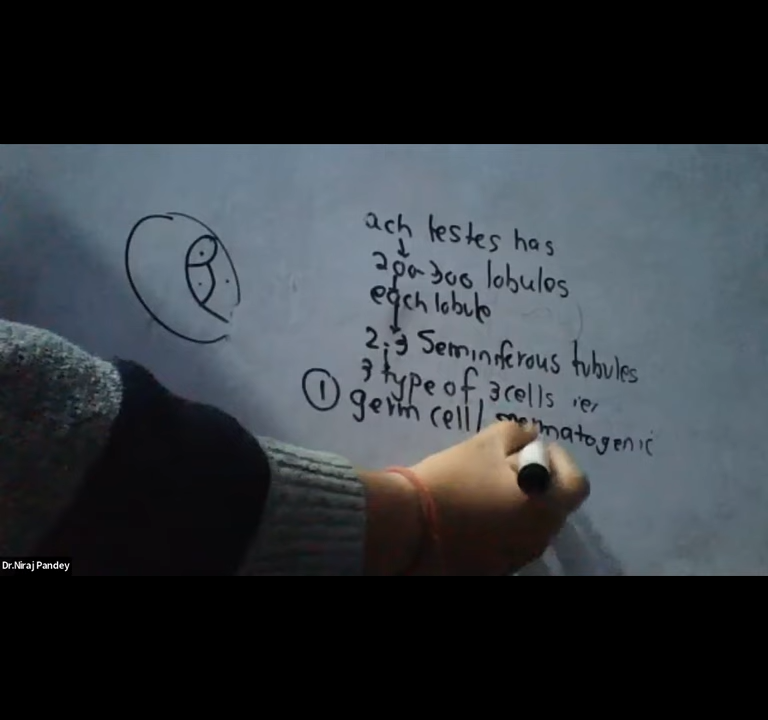 ach testes has
200-300 lobules
each lobule
2-3 Seminiferous tubules
3 type of 3cells ie,
① germ cell / spermatogenic
Dr.Niraj Pandey